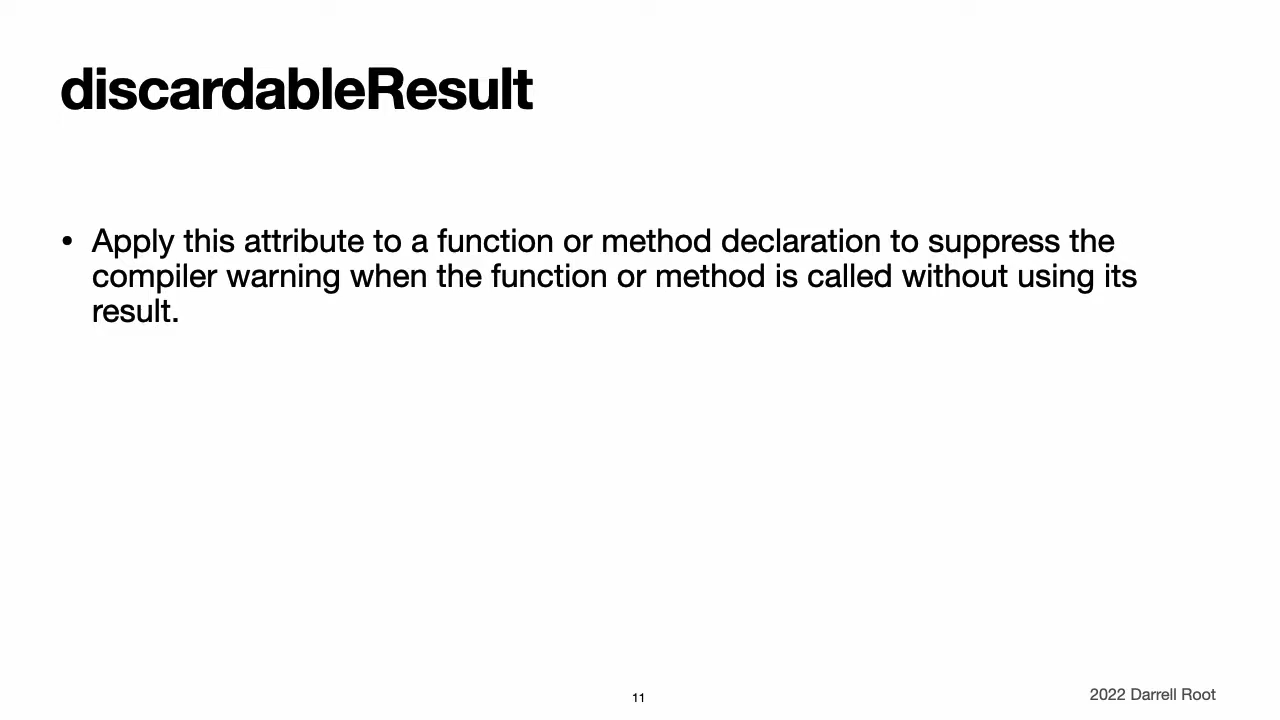 discardableResult
• Apply this attribute to a function or method declaration to suppress the
compiler warning when the function or method is called without using its
result.
11
2022 Darrell Root